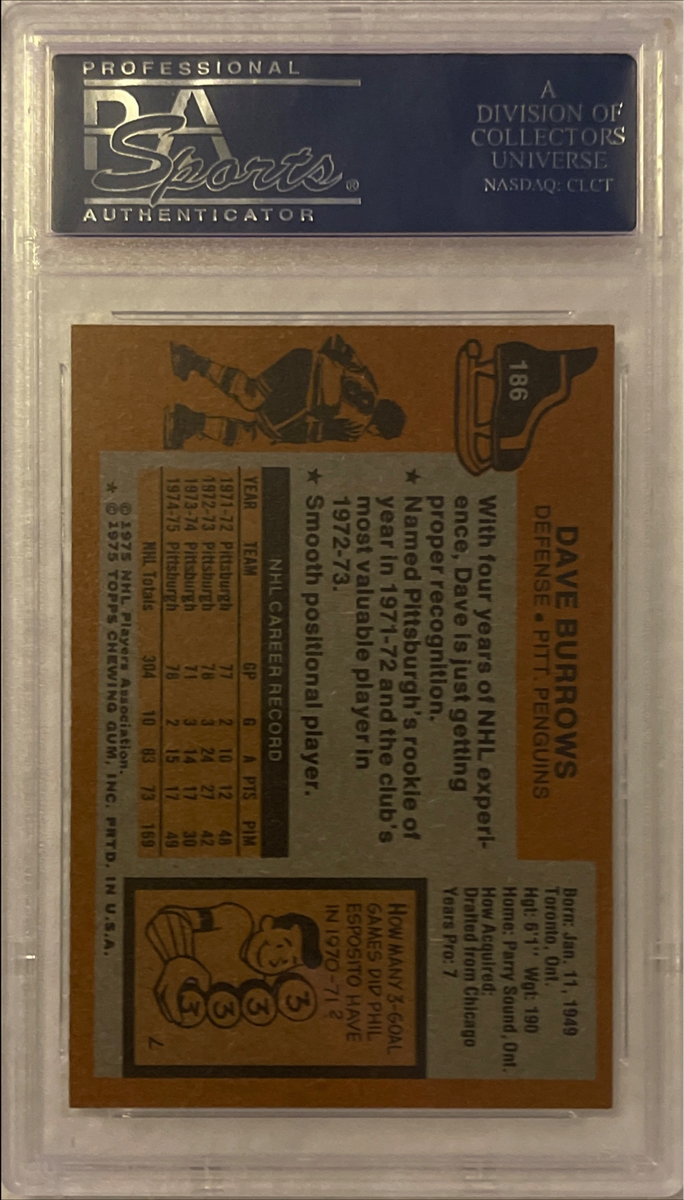 PROFESSIONAL
PSA
Sports®
AUTHENTICATOR
A
DIVISION OF
COLLECTORS
UNIVERSE
NASDAQ: CLCT
186
DAVE BURROWS
DEFENSE • PITT. PENGUINS
With four years of NHL experi-
ence, Dave is just getting
proper recognition.
★ Named Pittsburgh's rookie of
year in 1971-72 and the club's
most valuable player in
1972-73.
★ Smooth positional player.
Born: Jan. 11, 1949
Toronto, Ont.
Hgt: 6'1" Wgt: 190
Home: Parry Sound, Ont.
How Acquired:
Drafted from Chicago
Years Pro: 7
NHL CAREER RECORD
YEAR TEAM GP G A PTS PIM
1971-72 Pittsburgh 77 2 10 12 48
1972-73 Pittsburgh 78 3 24 27 42
1973-74 Pittsburgh 71 3 14 17 30
1974-75 Pittsburgh 78 2 15 17 49
NHL Totals 304 10 63 73 169
HOW MANY 3-GOAL
GAMES DID PHIL
ESPOSITO HAVE
IN 1970-71?
3 3 3 3
7
© 1975 NHL Players Association.
★ © 1975 TOPPS CHEWING GUM, INC. PRTD. IN U.S.A.